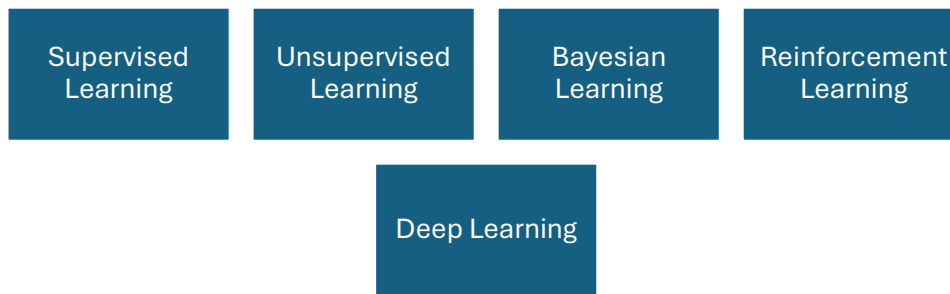 Supervised
Learning
Unsupervised
Learning
Bayesian
Learning
Reinforcement
Learning
Deep Learning